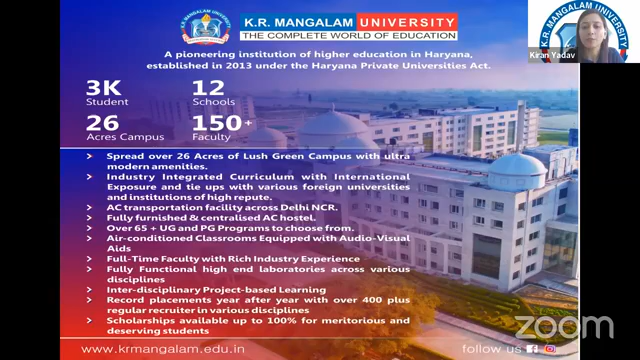 K.R. MANGALAM UNIVERSITY
K.R. MANGALAM UNIVERSITY
THE COMPLETE WORLD OF EDUCATION
A pioneering institution of higher education in Haryana,
established in 2013 under the Haryana Private Universities Act.
3K
Student
12
Schools
26
Acres Campus
150+
Faculty
Spread over 26 Acres of Lush Green Campus with ultra
modern amenities.
Industry Integrated Curriculum with International
Exposure and tie ups with various foreign universities
and institutions of high repute.
AC transportation facility across Delhi NCR.
Fully furnished & centralised AC hostel.
Over 65 + UG and PG Programs to choose from.
Air-conditioned Classrooms Equipped with Audio-Visual
Aids
Full-Time Faculty with Rich Industry Experience
Fully Functional high end laboratories across various
disciplines
Inter-disciplinary Project-based Learning
Record placements year after year with over 400 plus
regular recruiter in various disciplines
Scholarships available up to 100% for meritorious and
deserving students
www.krmangalam.edu.in
follow us
zoom
Kiran Yadav